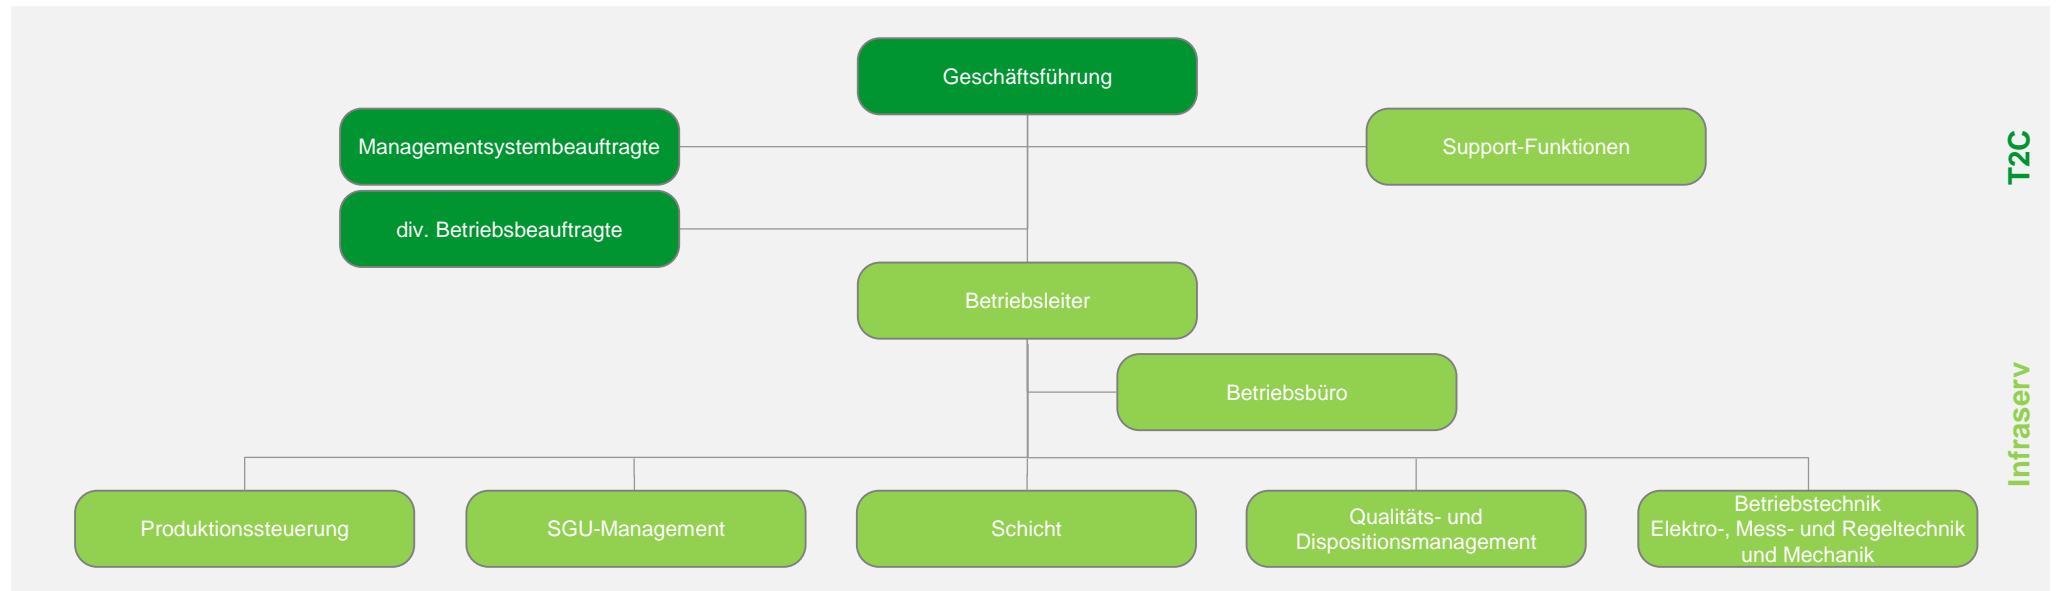 Geschäftsführung
Managementsystembeauftragte
Support-Funktionen
T2C
div. Betriebsbeauftragte
Betriebsleiter
Betriebsbüro
Infraserv
Produktionssteuerung
SGU-Management
Schicht
Qualitäts- und
Dispositionsmanagement
Betriebstechnik
Elektro-, Mess- und Regeltechnik
und Mechanik